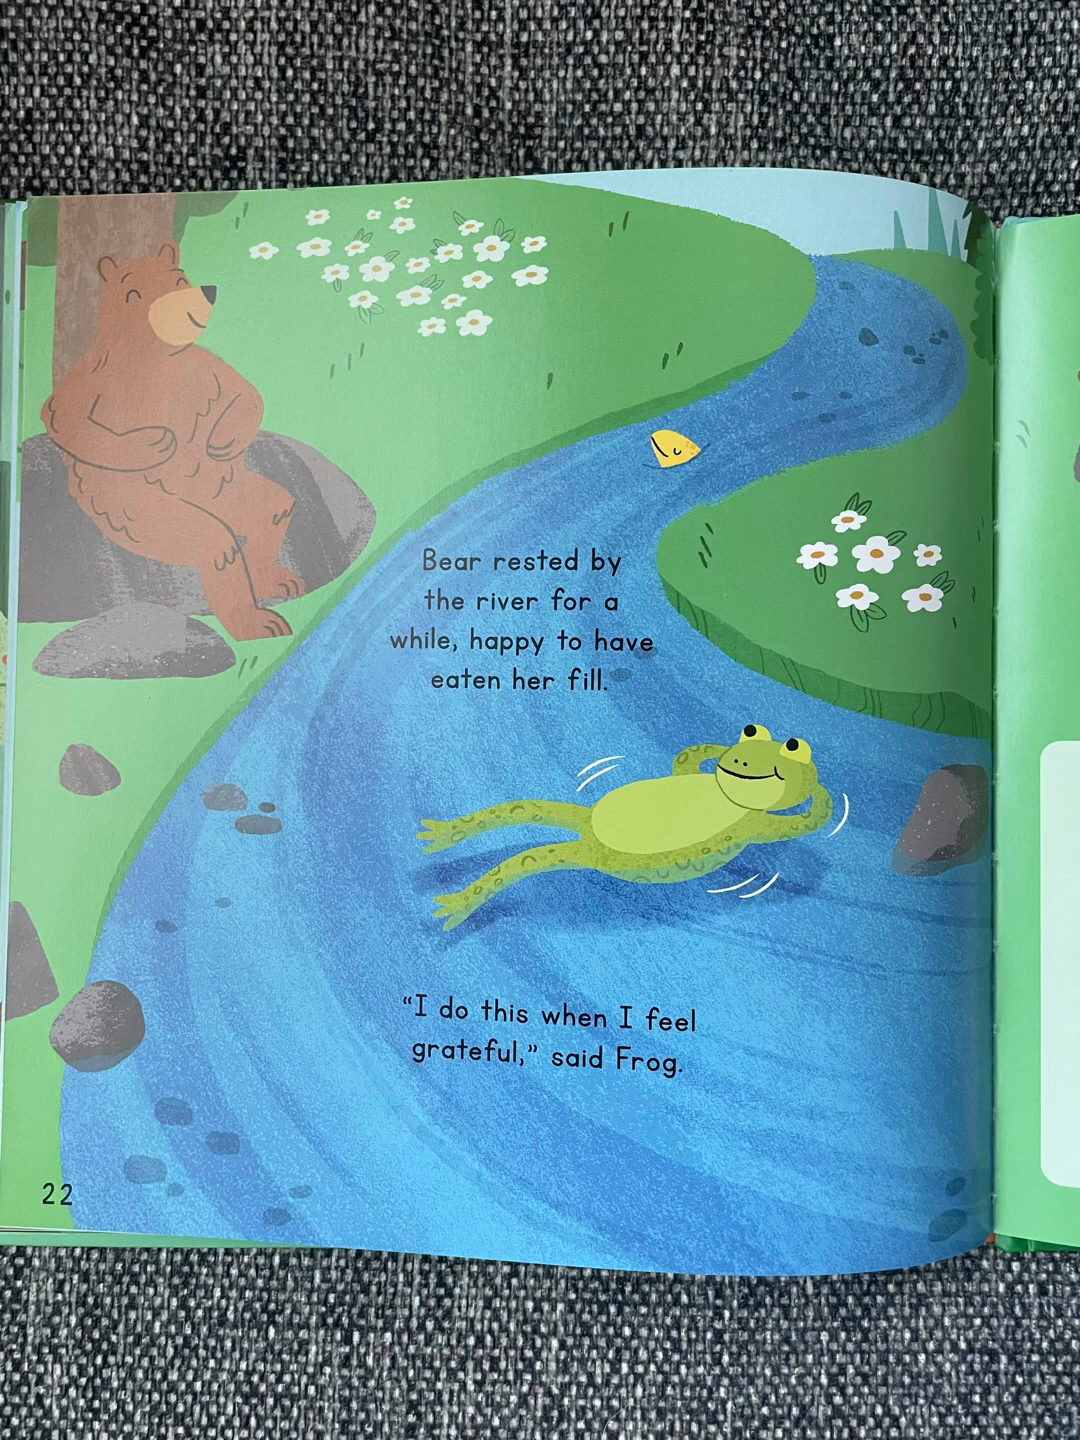 Bear rested by
the river for a
while, happy to have
eaten her fill.
“I do this when I feel
grateful,” said Frog.
22